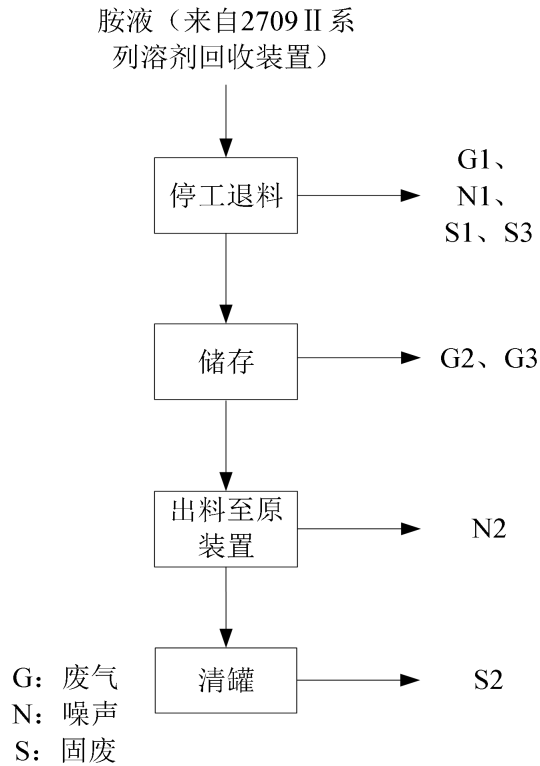 胺液（来自2709Ⅱ系
列溶剂回收装置）
停工退料
G1、
N1、
S1、S3
储存
G2、G3
出料至原
装置
N2
清罐
S2
G：废气
N：噪声
S：固废